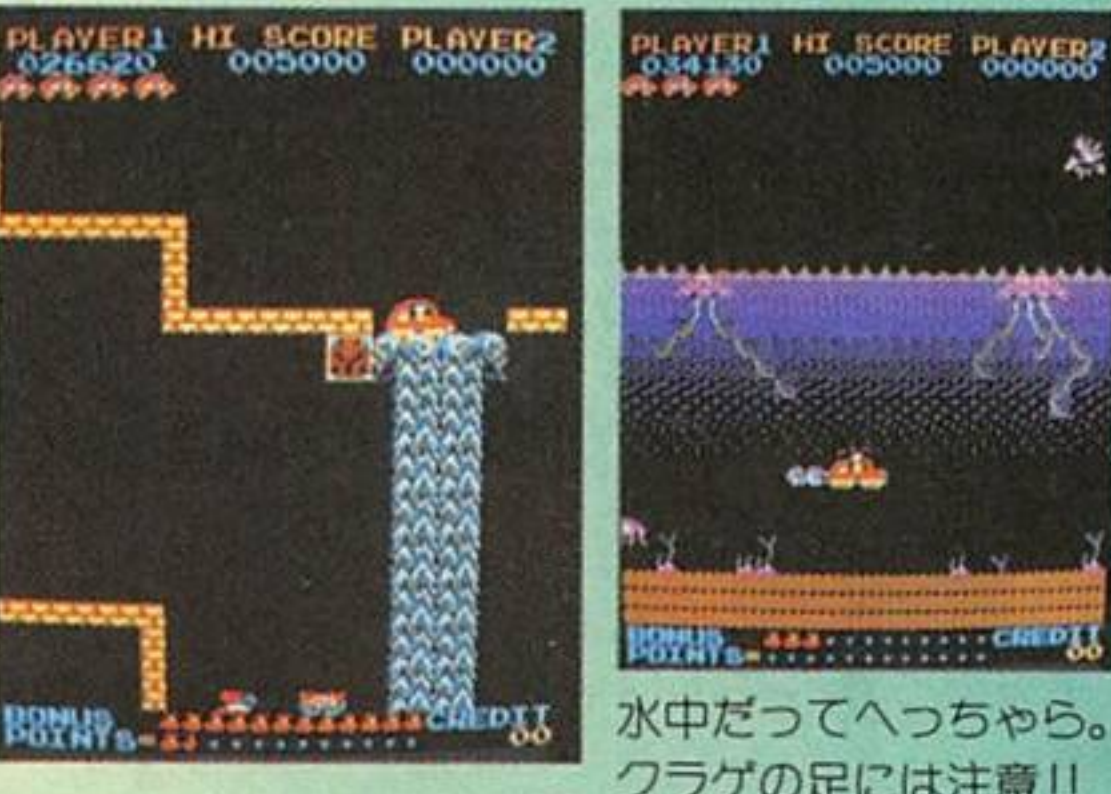 PLAYER1 HI SCORE PLAYER2
026620 005000 000000
BONUS
POINTS= CREDIT
00
PLAYER1 HI SCORE PLAYER2
034130 005000 000000
BONUS CREDIT
POINTS= 00
水中だってへっちゃら。
クラゲの足には注意!!